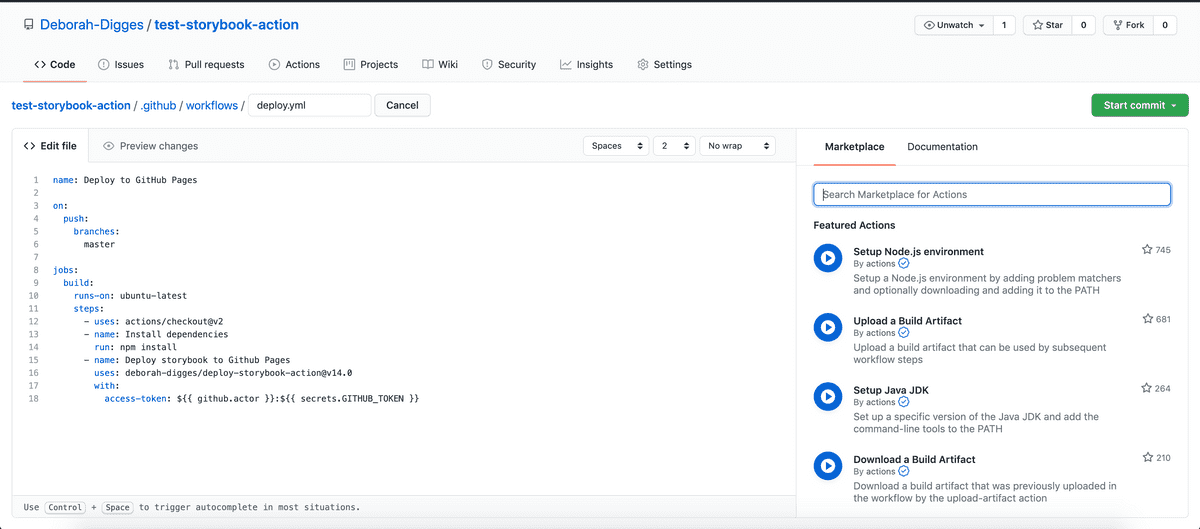 Deborah-Digges / test-storybook-action
Unwatch 1 Star 0 Fork 0
Code Issues Pull requests Actions Projects Wiki Security Insights Settings
test-storybook-action / .github / workflows / deploy.yml Cancel Start commit
Edit file Preview changes Spaces 2 No wrap
1 name: Deploy to GitHub Pages
2
3 on:
4 push:
5 branches:
6 master
7
8 jobs:
9 build:
10 runs-on: ubuntu-latest
11 steps:
12 - uses: actions/checkout@v2
13 - name: Install dependencies
14 run: npm install
15 - name: Deploy storybook to Github Pages
16 uses: deborah-digges/deploy-storybook-action@v14.0
17 with:
18 access-token: ${{ github.actor }}:${{ secrets.GITHUB_TOKEN }}
Use Control + Space to trigger autocomplete in most situations.
Marketplace Documentation
Search Marketplace for Actions
Featured Actions
Setup Node.js environment 745
By actions
Setup a Node.js environment by adding problem matchers
and optionally downloading and adding it to the PATH
Upload a Build Artifact 681
By actions
Upload a build artifact that can be used by subsequent
workflow steps
Setup Java JDK 264
By actions
Set up a specific version of the Java JDK and add the
command-line tools to the PATH
Download a Build Artifact 210
By actions
Download a build artifact that was previously uploaded in
the workflow by the upload-artifact action